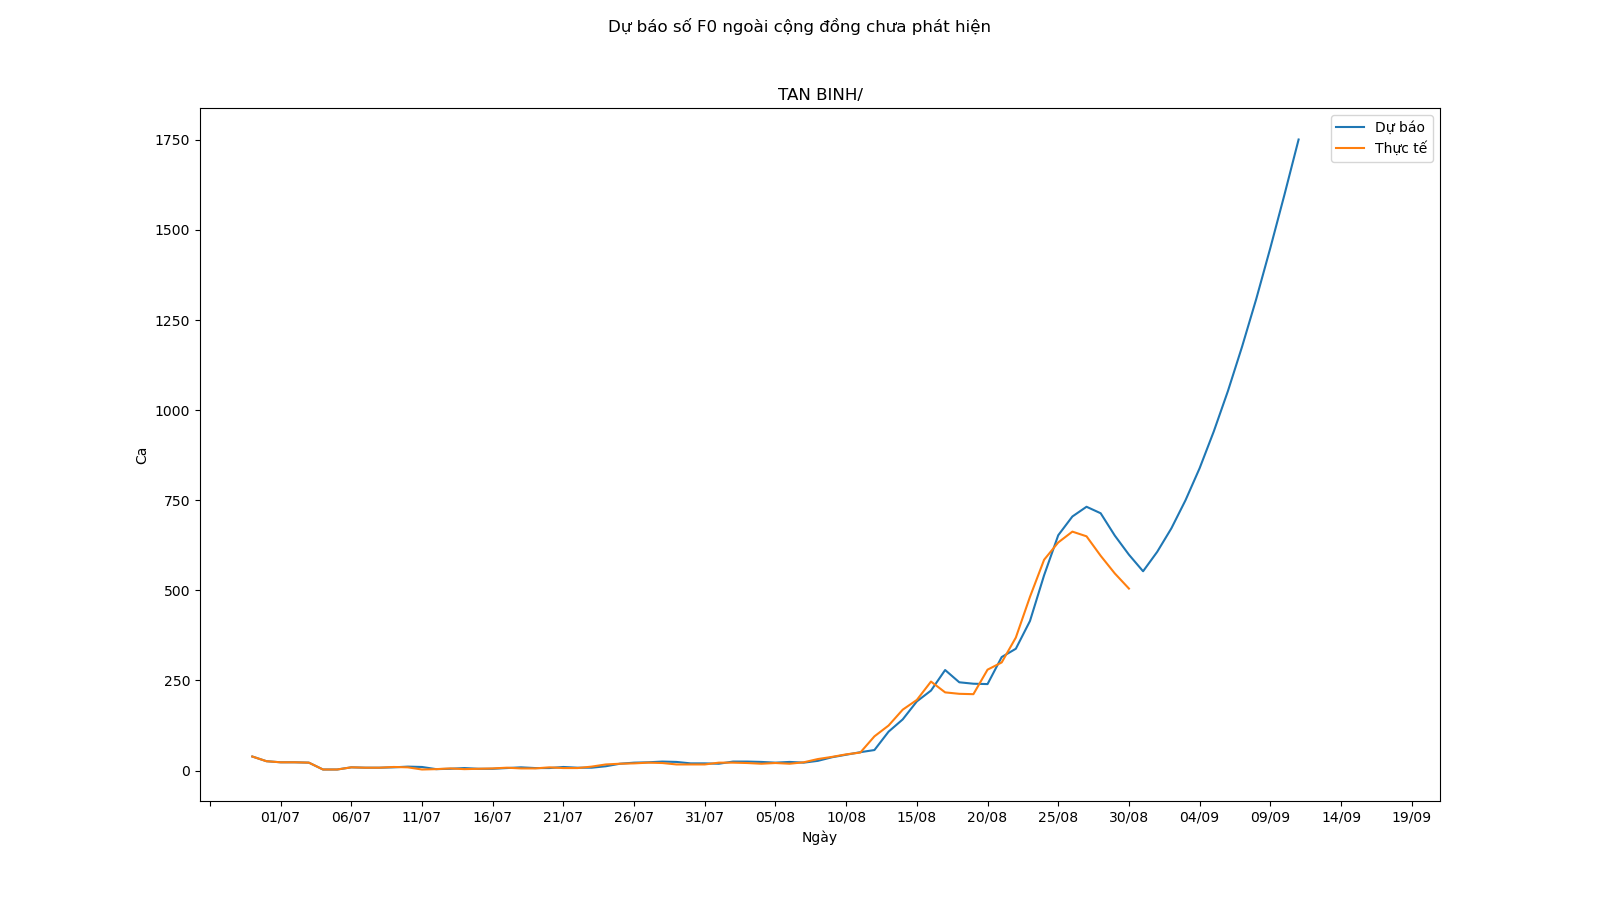 Dự báo số F0 ngoài cộng đồng chưa phát hiện
TAN BINH/
Dự báo
Thực tế
1750
1500
1250
1000
750
500
250
0
Ca
01/07 06/07 11/07 16/07 21/07 26/07 31/07 05/08 10/08 15/08 20/08 25/08 30/08 04/09 09/09 14/09 19/09
Ngày